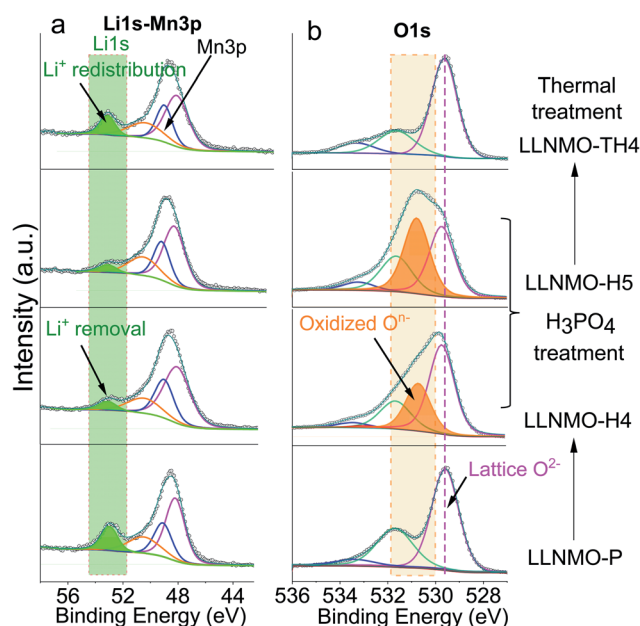 a
Li1s-Mn3p
Li1s
Li⁺ redistribution
Mn3p
Li⁺ removal
Intensity (a.u.)
56 52 48 44
Binding Energy (eV)
b
O1s
Oxidized Oⁿ⁻
Lattice O²⁻
536 534 532 530 528
Binding Energy (eV)
Thermal
treatment
LLNMO-TH4
LLNMO-H5
H₃PO₄
treatment
LLNMO-H4
LLNMO-P